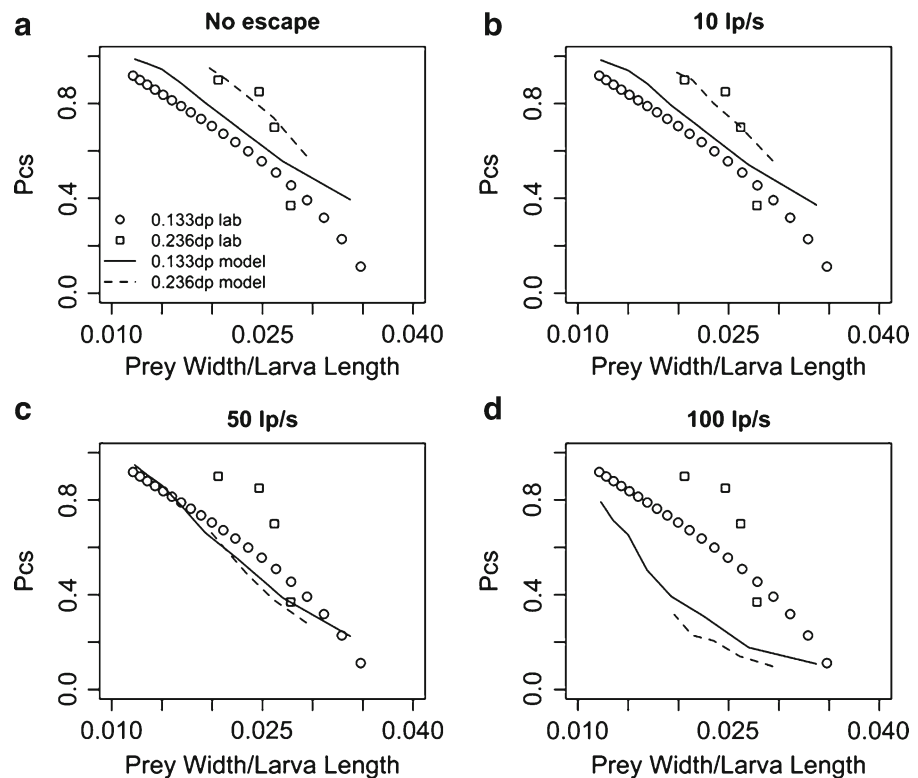 a
No escape
Pcs
0.0 0.4 0.8
0.133dp lab
0.236dp lab
0.133dp model
0.236dp model
0.010 0.025 0.040
Prey Width/Larva Length
b
10 lp/s
Pcs
0.0 0.4 0.8
0.010 0.025 0.040
Prey Width/Larva Length
c
50 lp/s
Pcs
0.0 0.4 0.8
0.010 0.025 0.040
Prey Width/Larva Length
d
100 lp/s
Pcs
0.0 0.4 0.8
0.010 0.025 0.040
Prey Width/Larva Length